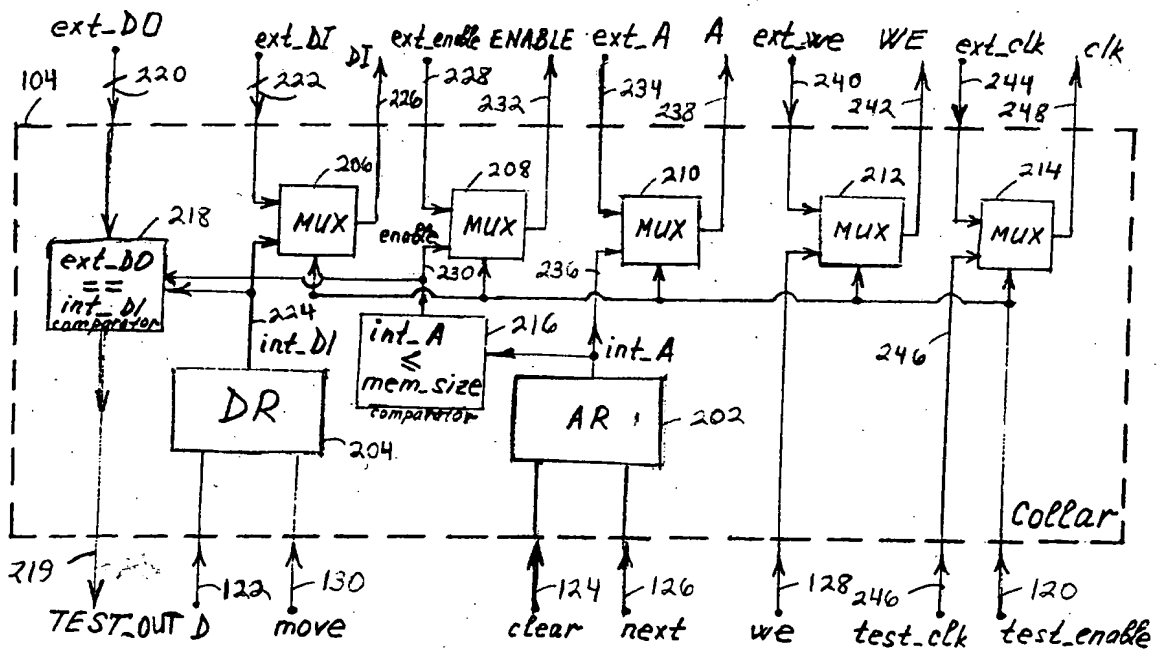 ext_DO
ext_DI
DI
ext_enable
ENABLE
ext_A
A
ext_we
WE
ext_clk
clk
104
220
222
226
228
232
234
238
240
242
244
248
206
208
210
212
214
218
MUX
MUX
MUX
MUX
MUX
enable
ext_DO
==
int_DI
comparator
230
236
224
int_DI
216
int_A
≤
mem_size
comparator
int_A
246
DR
204
AR
202
Collar
219
122
130
124
126
128
246
120
TEST_OUT
D
move
clear
next
we
test_clk
test_enable